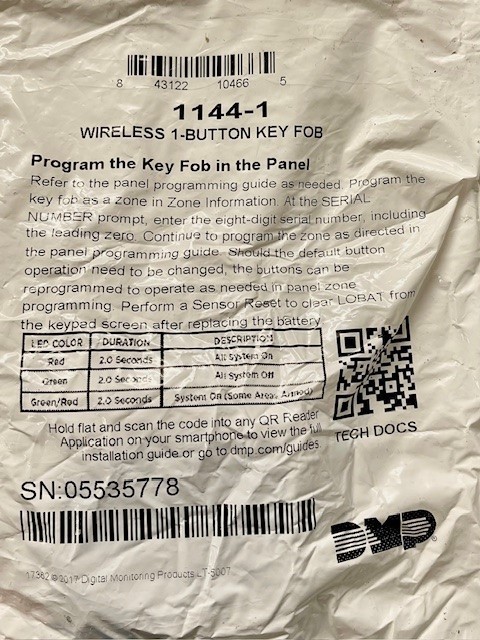 8 43122 10466 5
1144-1
WIRELESS 1-BUTTON KEY FOB
Program the Key Fob in the Panel
Refer to the panel programming guide as needed. Program the
key fob as a zone in Zone Information. At the SERIAL
NUMBER prompt, enter the eight-digit serial number, including
the leading zero. Continue to program the zone as directed in
the panel programming guide. Should the default button
operation need to be changed, the buttons can be
reprogrammed to operate as needed in panel zone
programming. Perform a Sensor Reset to clear LOBAT from
the keypad screen after replacing the battery
LED COLOR DURATION DESCRIPTION
Red 2.0 Seconds All System On
Green 2.0 Seconds All System Off
Green/Red 2.0 Seconds System On (Some Areas Armed)
Hold flat and scan the code into any QR Reader
Application on your smartphone to view the full
installation guide or go to dmp.com/guides
TECH DOCS
SN:05535778
DMP®
17362 © 2017 Digital Monitoring Products LT-5007